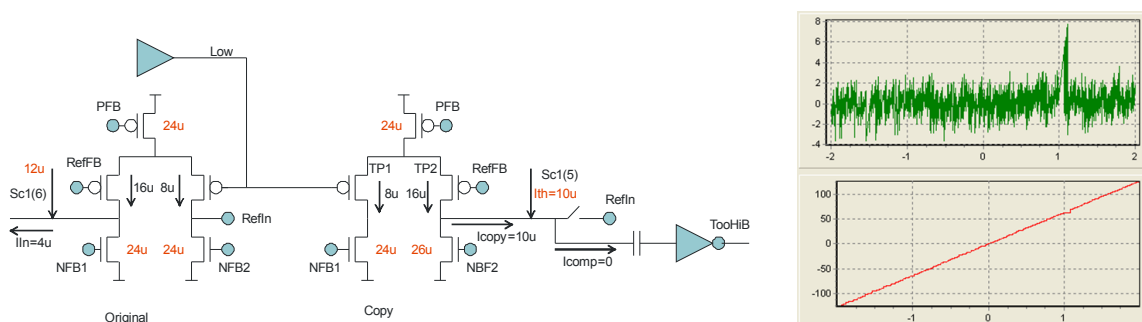 Low
PFB
24u
24u
PFB
12u
RefFB
Sc1(6)
16u
8u
TP1
TP2
RefFB
Sc1(5)
8u
16u
Ith=10u
RefIn
RefIn
IIn=4u
Icopy=10u
TooHiB
24u
24u
24u
26u
NFB1
NFB2
NFB1
NBF2
Icomp=0
Original
Copy
8
6
4
2
0
-2
-4
-2
-1
0
1
2
100
50
0
-50
-100
-1
0
1